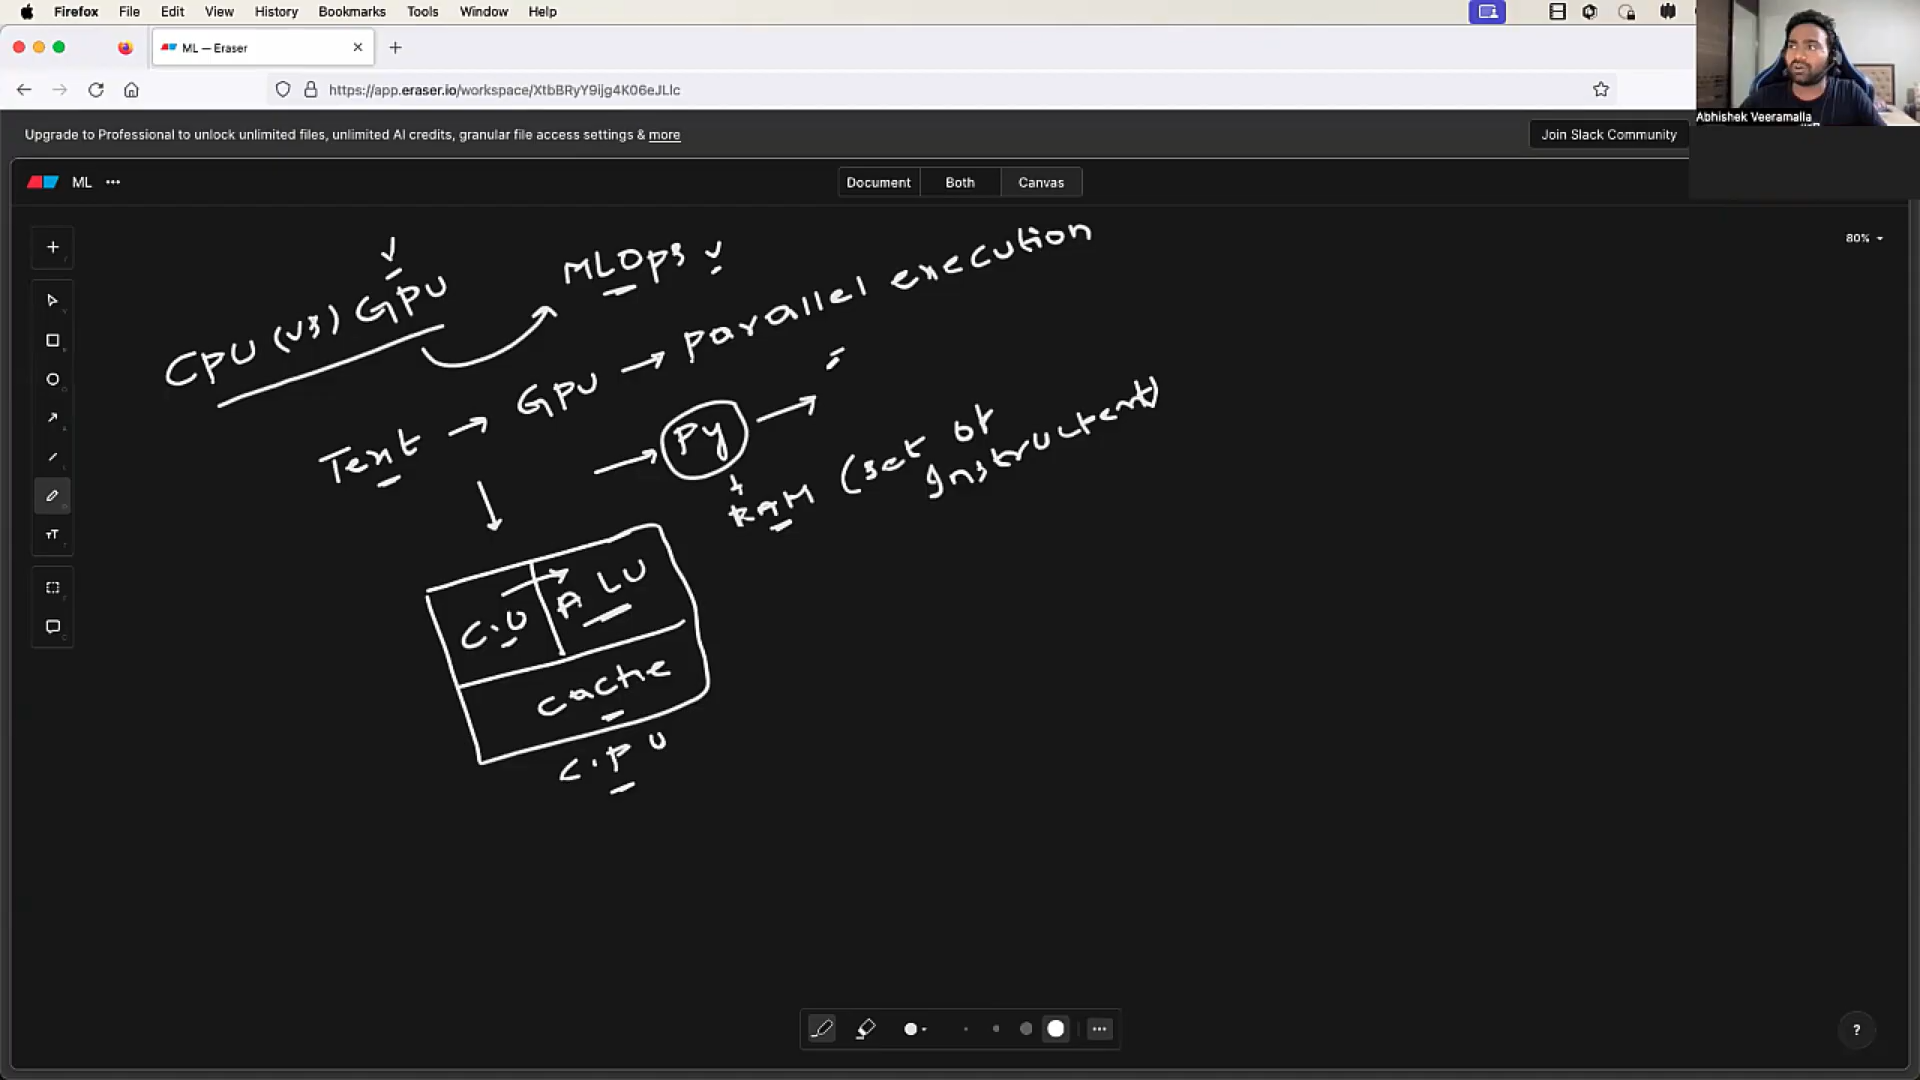 Firefox File Edit View History Bookmarks Tools Window Help
ML — Eraser
https://app.eraser.io/workspace/XtbBRyY9ijg4K06eJLlc
Abhishek Veeramalla
Upgrade to Professional to unlock unlimited files, unlimited AI credits, granular file access settings & more
Join Slack Community
ML
Document Both Canvas
80%
CPU (vs) GPU
MLOps
Text → GPU → parallel execution
→ Py →
RAM (set of
Instructions)
C.U ALU
cache
C.P U
?